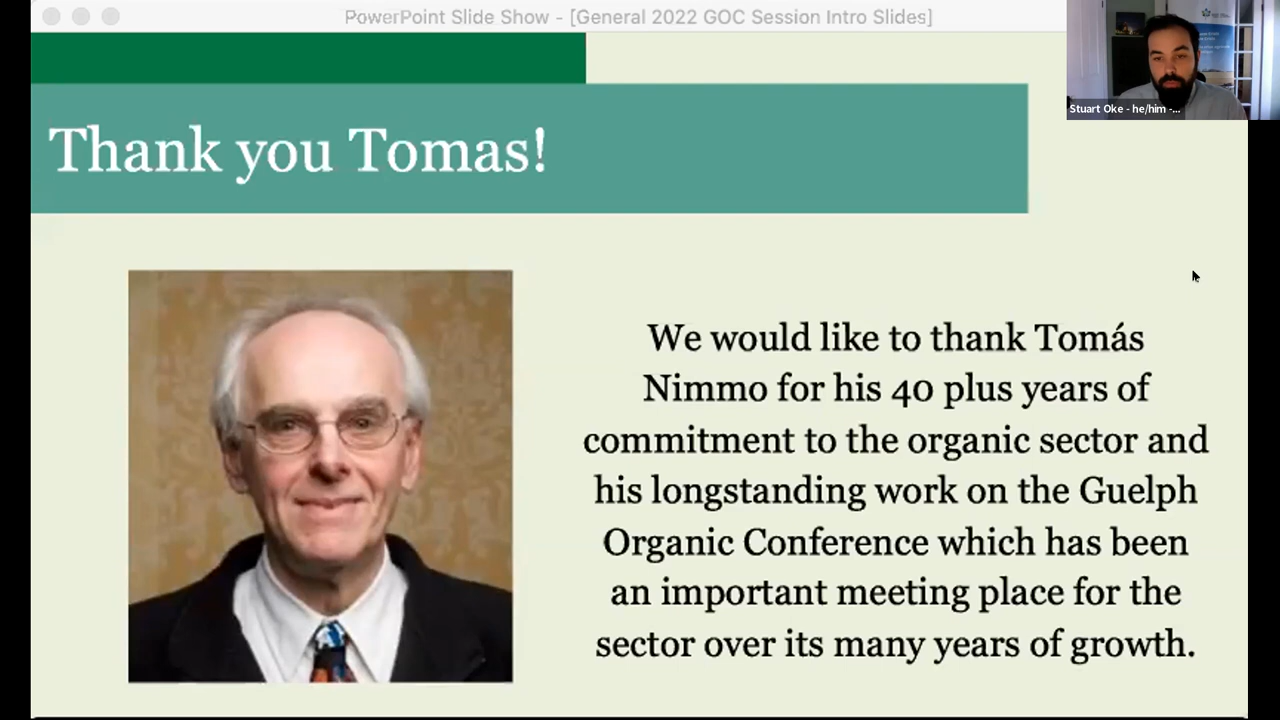 PowerPoint Slide Show - [General 2022 GOC Session Intro Slides]
Stuart Oke - he/him -...
Thank you Tomas!
We would like to thank Tomás
Nimmo for his 40 plus years of
commitment to the organic sector and
his longstanding work on the Guelph
Organic Conference which has been
an important meeting place for the
sector over its many years of growth.